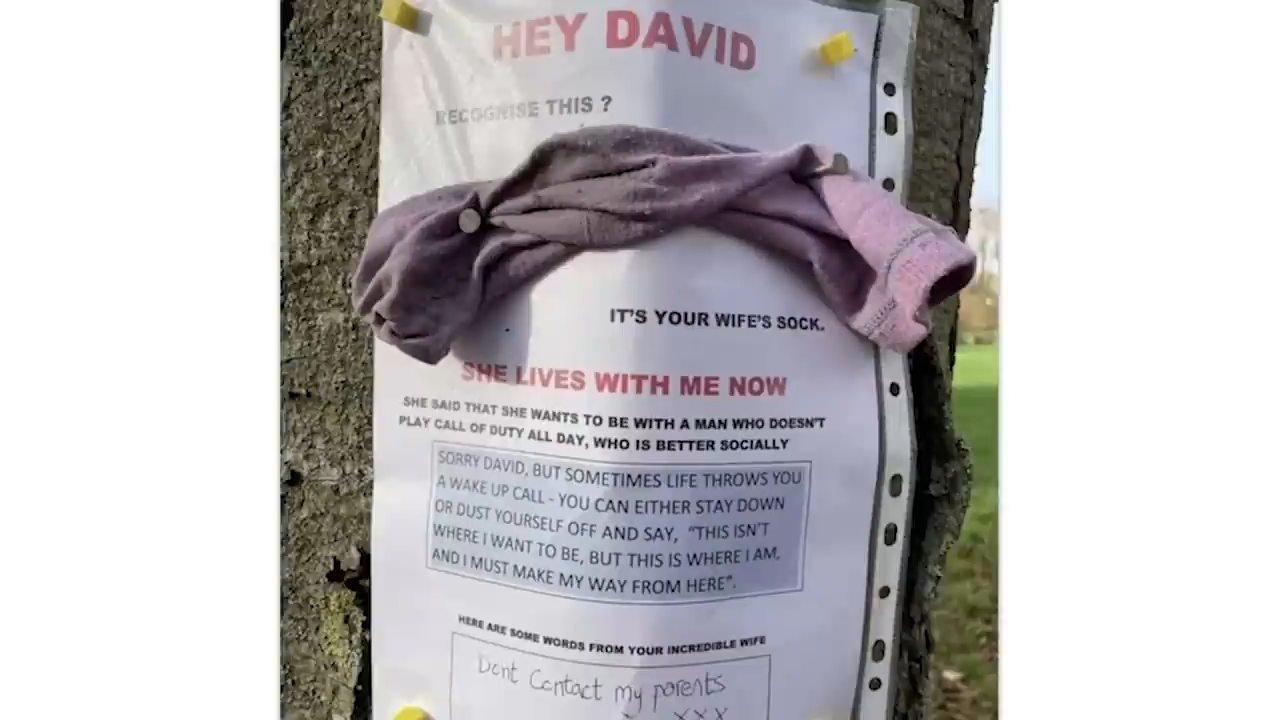 HEY DAVID
RECOGNISE THIS ?
IT'S YOUR WIFE'S SOCK.
SHE LIVES WITH ME NOW
SHE SAID THAT SHE WANTS TO BE WITH A MAN WHO DOESN'T
PLAY CALL OF DUTY ALL DAY, WHO IS BETTER SOCIALLY
SORRY DAVID, BUT SOMETIMES LIFE THROWS YOU
A WAKE UP CALL - YOU CAN EITHER STAY DOWN
OR DUST YOURSELF OFF AND SAY, "THIS ISN'T
WHERE I WANT TO BE, BUT THIS IS WHERE I AM,
AND I MUST MAKE MY WAY FROM HERE".
HERE ARE SOME WORDS FROM YOUR INCREDIBLE WIFE
Dont Contact my parents
xxx